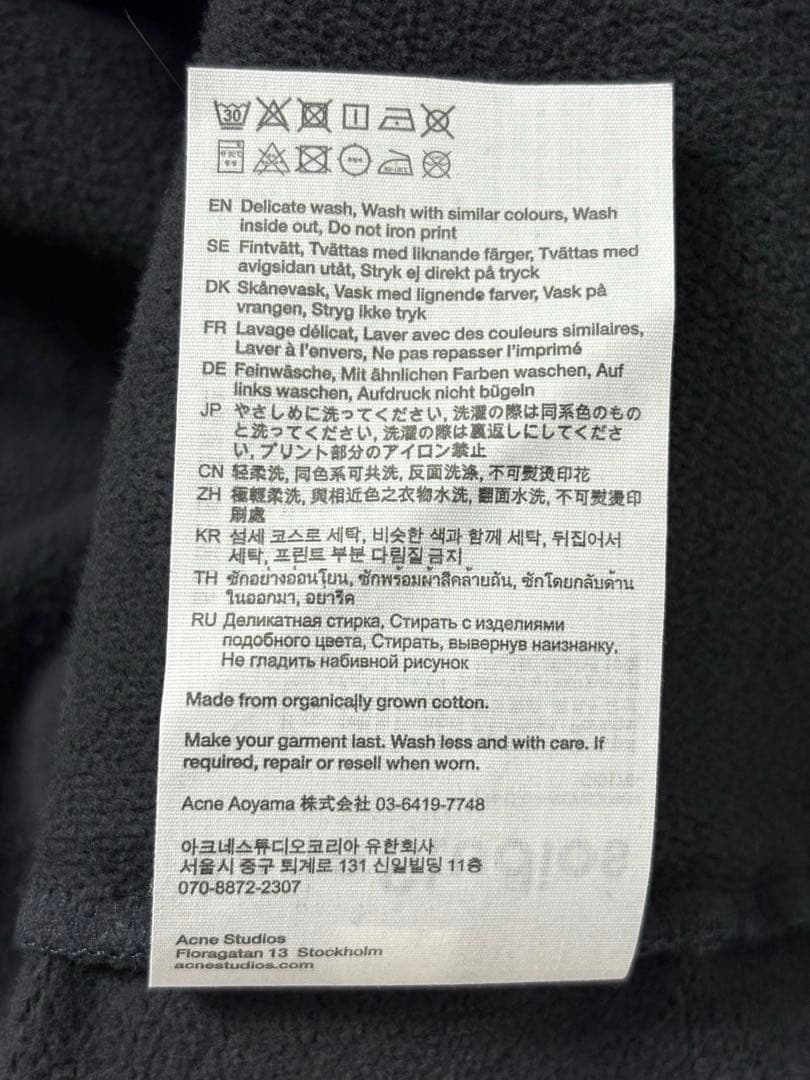 30
EN Delicate wash, Wash with similar colours, Wash
inside out, Do not iron print
SE Fintvätt, Tvättas med liknande färger, Tvättas med
avigsidan utåt, Stryk ej direkt på tryck
DK Skånevask, Vask med lignende farver, Vask på
vrangen, Stryg ikke tryk
FR Lavage délicat, Laver avec des couleurs similaires,
Laver à l'envers, Ne pas repasser l'imprimé
DE Feinwäsche, Mit ähnlichen Farben waschen, Auf
links waschen, Aufdruck nicht bügeln
JP やさしめに洗ってください, 洗濯の際は同系色のもの
と洗ってください, 洗濯の際は裏返しにしてくださ
い, プリント部分のアイロン禁止
CN 轻柔洗, 同色系可共洗, 反面洗涤, 不可熨烫印花
ZH 極輕柔洗, 與相近色之衣物水洗, 翻面水洗, 不可熨燙印
刷處
KR 섬세 코스로 세탁, 비슷한 색과 함께 세탁, 뒤집어서
세탁, 프린트 부분 다림질 금지
TH ซักอย่างอ่อนโยน, ซักพร้อมผ้าสีคล้ายกัน, ซักโดยกลับด้าน
ในออกมา, อย่ารีด
RU Деликатная стирка, Стирать с изделиями
подобного цвета, Стирать, вывернув наизнанку,
Не гладить набивной рисунок
Made from organically grown cotton.
Make your garment last. Wash less and with care. If
required, repair or resell when worn.
Acne Aoyama 株式会社 03-6419-7748
아크네스튜디오코리아 유한회사
서울시 중구 퇴계로 131 신일빌딩 11층
070-8872-2307
Acne Studios
Floragatan 13 Stockholm
acnestudios.com